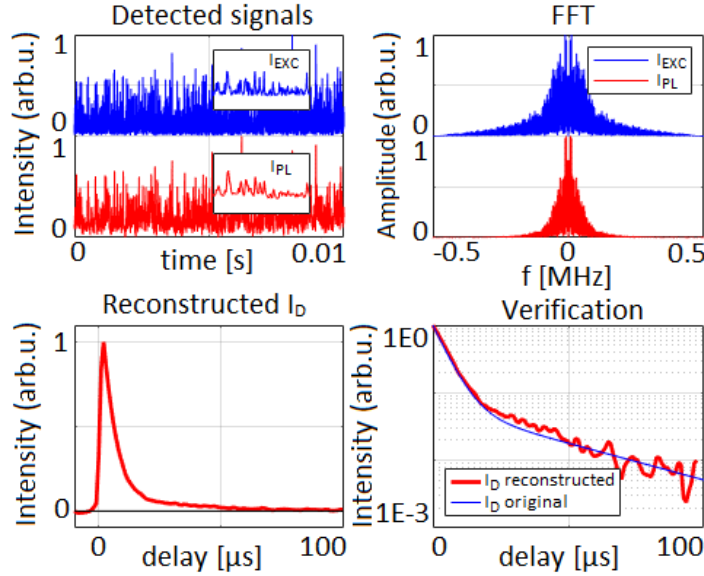 Detected signals
1
I_EXC
0
1
I_PL
0
Intensity (arb.u.)
0
0.01
time [s]
FFT
1
I_EXC
I_PL
0
1
0
Amplitude (arb.u.)
-0.5
0
0.5
f [MHz]
Reconstructed I_D
1
0
Intensity (arb.u.)
0
100
delay [µs]
Verification
1E0
1E-3
Intensity (arb.u.)
I_D reconstructed
I_D original
0
100
delay [µs]